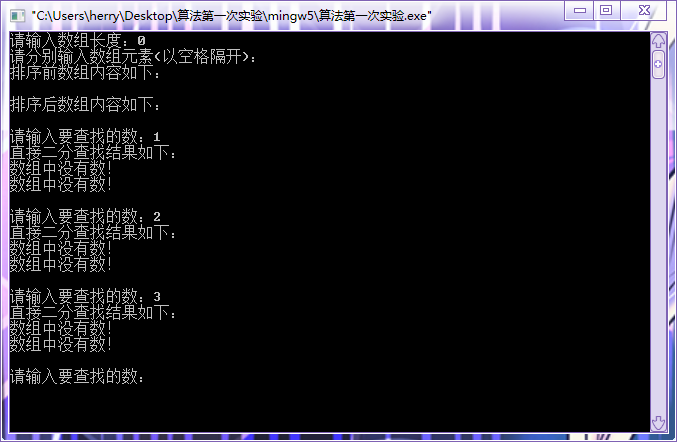 "C:\Users\herry\Desktop\算法第一次实验\mingw5\算法第一次实验.exe"
请输入数组长度：0
请分别输入数组元素(以空格隔开)：
排序前数组内容如下：
排序后数组内容如下：
请输入要查找的数：1
直接二分查找结果如下：
数组中没有数！
数组中没有数！
请输入要查找的数：2
直接二分查找结果如下：
数组中没有数！
数组中没有数！
请输入要查找的数：3
直接二分查找结果如下：
数组中没有数！
数组中没有数！
请输入要查找的数：